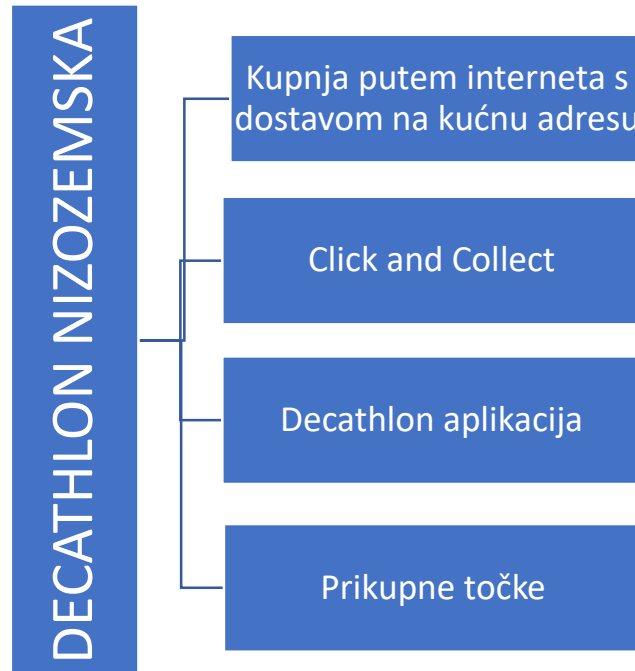 DECATHLON NIZOZEMSKA
Kupnja putem interneta s
dostavom na kućnu adresu
Click and Collect
Decathlon aplikacija
Prikupne točke